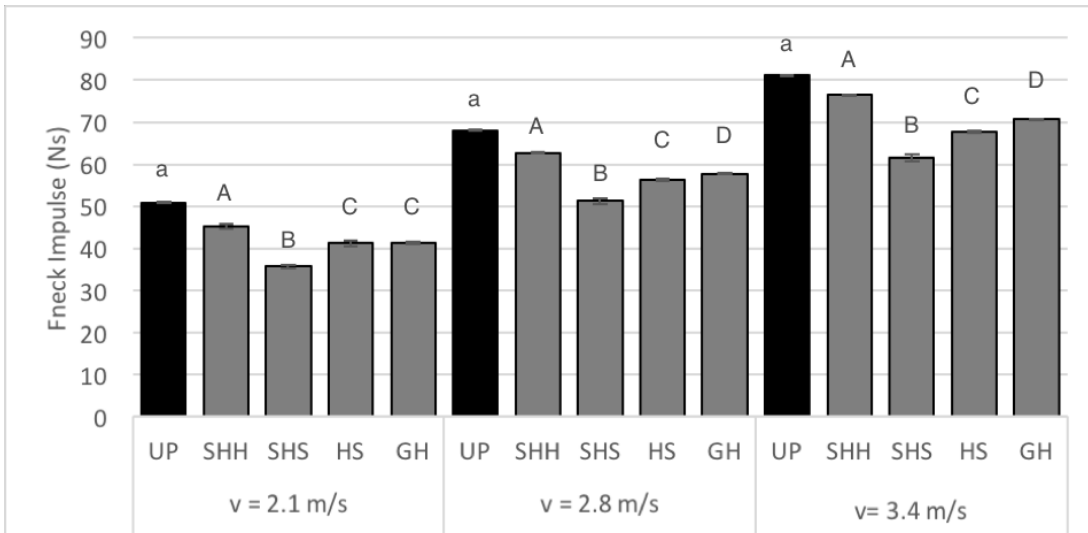 Fneck Impulse (Ns)
90
80
70
60
50
40
30
20
10
0
a
A
B
C
C
a
A
B
C
D
a
A
B
C
D
UP SHH SHS HS GH UP SHH SHS HS GH UP SHH SHS HS GH
v = 2.1 m/s v = 2.8 m/s v= 3.4 m/s